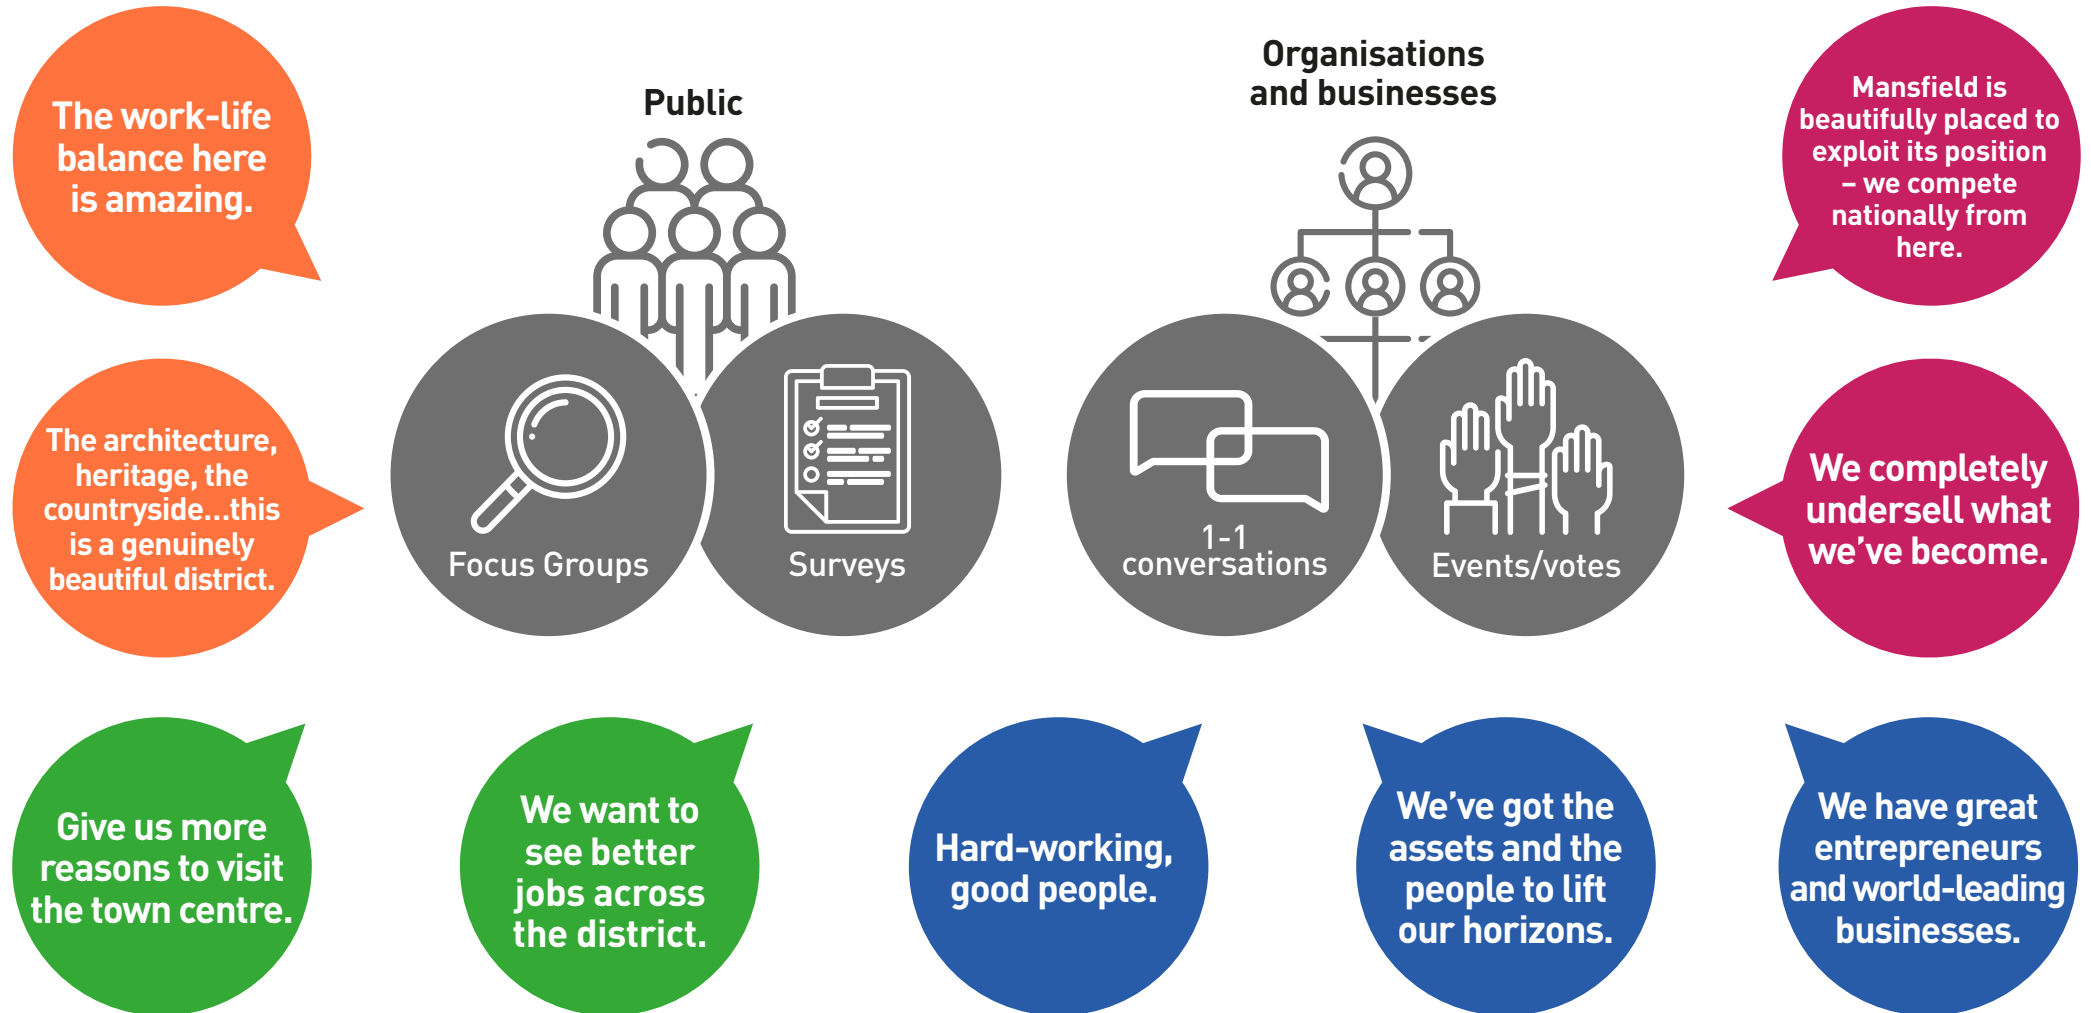 The work-life
balance here
is amazing.
Public
Organisations
and businesses
Mansfield is
beautifully placed to
exploit its position
– we compete
nationally from
here.
The architecture,
heritage, the
countryside...this
is a genuinely
beautiful district.
Focus Groups
Surveys
1-1
conversations
Events/votes
We completely
undersell what
we’ve become.
Give us more
reasons to visit
the town centre.
We want to
see better
jobs across
the district.
Hard-working,
good people.
We’ve got the
assets and the
people to lift
our horizons.
We have great
entrepreneurs
and world-leading
businesses.